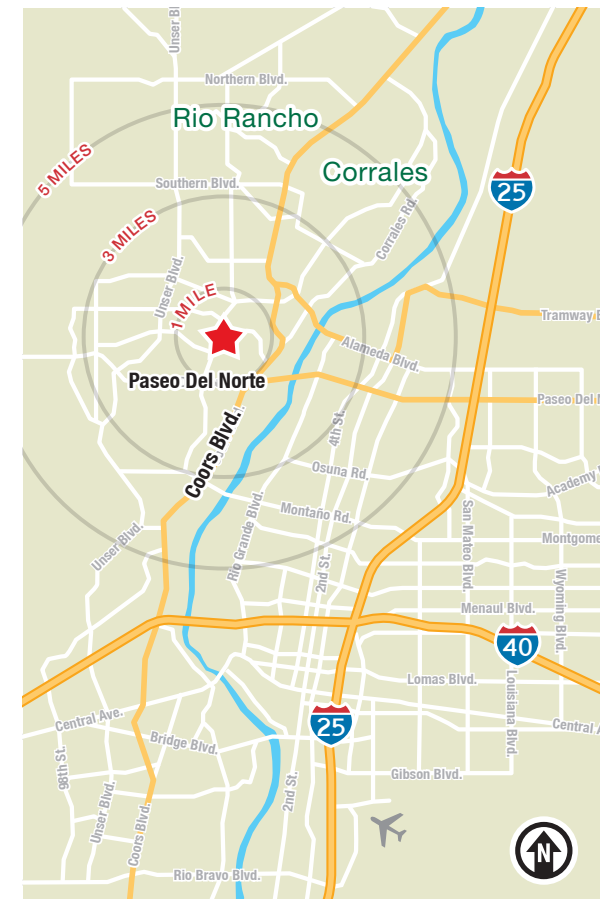 Unser Bl
Northern Blvd.
Rio Rancho
5 MILES
Corrales
Southern Blvd.
25
3 MILES
Corrales Rd.
Unser Blvd.
1 MILE
Tramway B
Alameda Blvd.
Paseo Del Norte
Paseo Del N
Coors Blvd.
4th St.
Osuna Rd.
Academy
Rio Grande Blvd.
Montaño Rd.
San Mateo Blvd.
Unser Blvd.
Montgome
2nd St.
Wyoming Blvd.
Menaul Blvd.
40
Lomas Blvd.
Louisiana Blvd.
Central Ave.
25
Central A
Bridge Blvd.
98th St.
Gibson Blvd.
2nd St.
Unser Blvd.
Coors Blvd.
N
Rio Bravo Blvd.